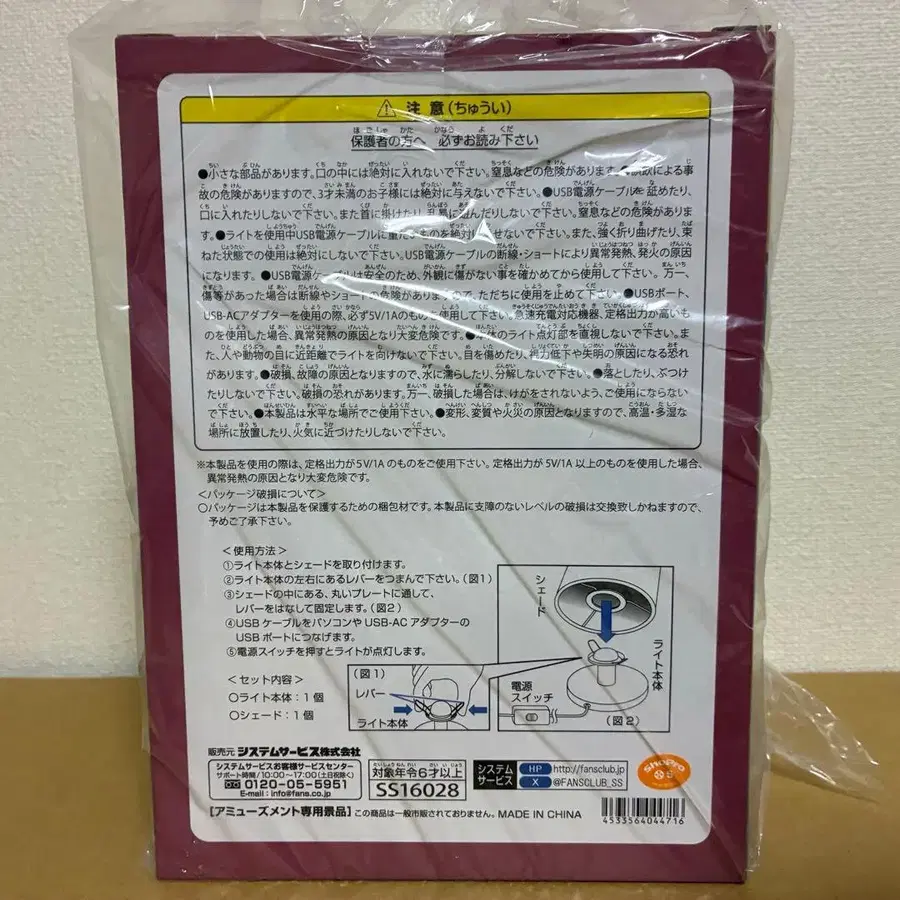 ⚠ 注意(ちゅうい)
保護者の方へ 必ずお読み下さい
●小さな部品があります。口の中には絶対に入れないで下さい。窒息などの危険があります。 による事
故の危険がありますので、3才未満のお子様には絶対に与えないで下さい。●USB電源ケーブルを舐めたり、
口に入れたりしないで下さい。また首に掛けたり、乱暴に遊んだりしないで下さい。窒息などの危険がありま
す。●ライトを使用中USB電源ケーブルに重たいものを絶対に せないで下さい。また、強く折り曲げたり、束
ねた状態での使用は絶対にしないで下さい。USB電源ケーブルの断線・ショートにより異常発熱、発火の原因
になります。●USB電源ケーブルは安全のため、外観に傷がない事を確かめてから使用して下さい。万一、
傷等があった場合は断線やショートの危険がありますので、ただちに使用を止めて下さい。●USBポート、
USB-ACアダプターを使用の際、必ず5V/1Aのものをご使用して下さい。急速充電対応機器、定格出力が高いも
のを使用した場合、異常発熱の原因となり大変危険です。● のライト点灯部を直視しないで下さい。ま
た、人や動物の目に近距離でライトを向けないで下さい。目を傷めたり、視力低下や失明の原因になる恐れ
があります。●破損、故障の原因となりますので、水に濡らしたり、分解しないで下さい。●落としたり、ぶつけ
たりしないで下さい。破損の恐れがあります。万一、破損した場合は、けがをされないよう、ご使用にならない
で下さい。●本製品は水平な場所でご使用下さい。●変形、変質や火災の原因となりますので、高温・多湿な
場所に放置したり、火気に近づけたりしないで下さい。
※本製品を使用の際は、定格出力が5V/1Aのものをご使用下さい。定格出力が5V/1A以上のものを使用した場合、
異常発熱の原因となり大変危険です。
<パッケージ破損について>
○パッケージは本製品を保護するための梱包材です。本製品に支障のないレベルの破損は交換致しかねますので、
予めご了承下さい。
<使用方法>
①ライト本体とシェードを取り付けます。
②ライト本体の左右にあるレバーをつまんで下さい。(図1)
③シェードの中にある、丸いプレートに通して、
レバーをはなして固定します。(図2)
④USBケーブルをパソコンやUSB-ACアダプターの
USBポートにつなげます。
⑤電源スイッチを押すとライトが点灯します。
<セット内容>
○ライト本体:1個
○シェード:1個
(図1)
レバー
ライト本体
シェード
ライト本体
電源
スイッチ
(図2)
販売元 システムサービス株式会社
システムサービスお客様サービスセンター
サポート時間/10:00~17:00(土日祝除く)
0120-05-5951
E-mail:info@fans.co.jp
対象年令6才以上
SS16028
システム
サービス
HP http://fansclub.jp
X @FANSCLUB_SS
ShoPro
4533564044716
[アミューズメント専用景品] この商品は一般市販されておりません。 MADE IN CHINA